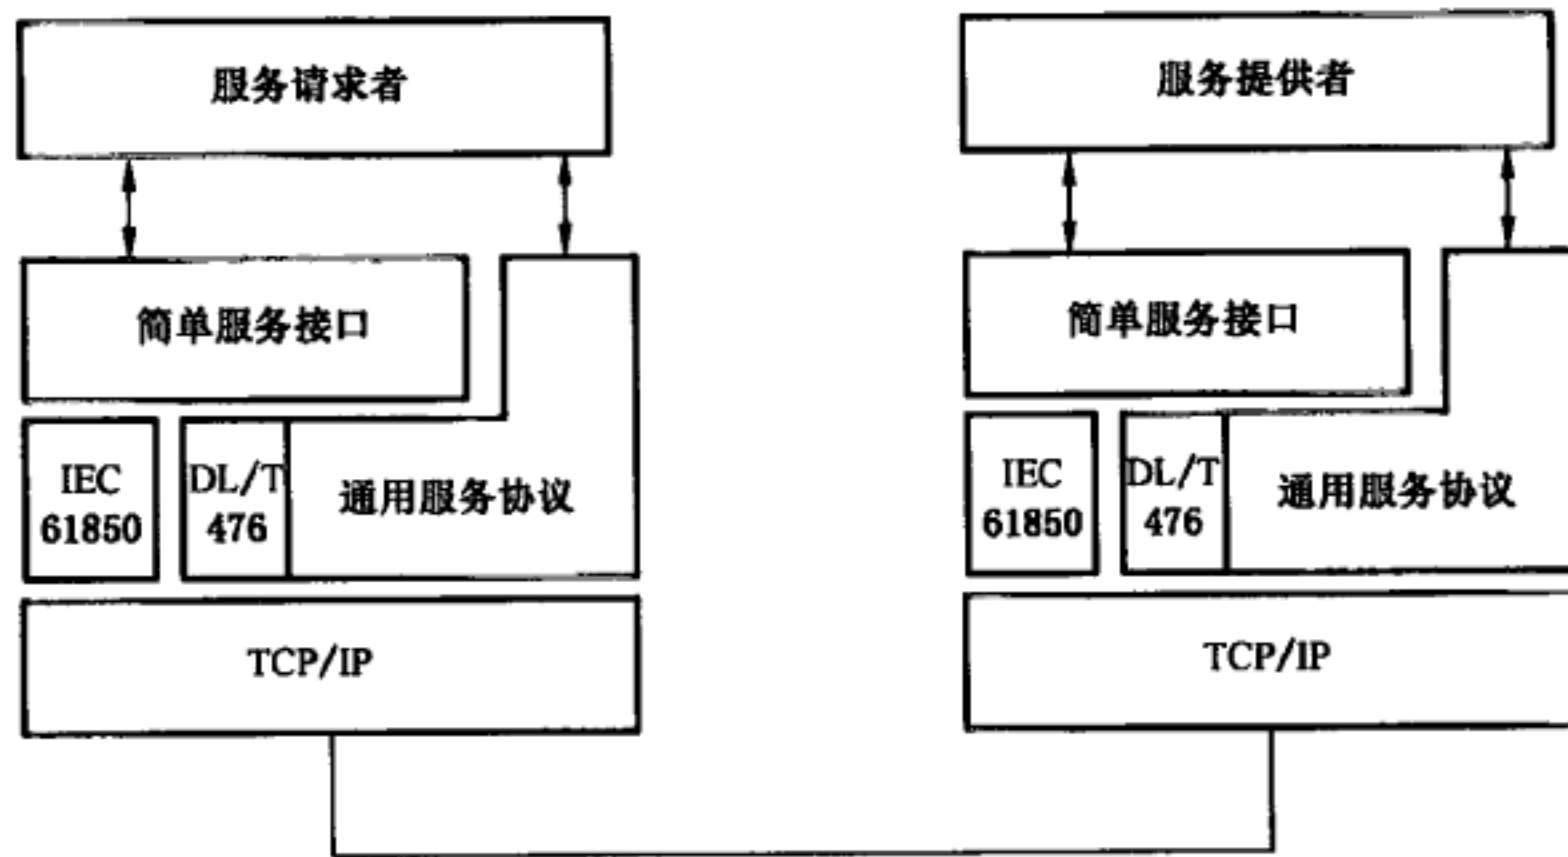 服务请求者
服务提供者
简单服务接口
简单服务接口
IEC
61850
DL/T
476
通用服务协议
IEC
61850
DL/T
476
通用服务协议
TCP/IP
TCP/IP